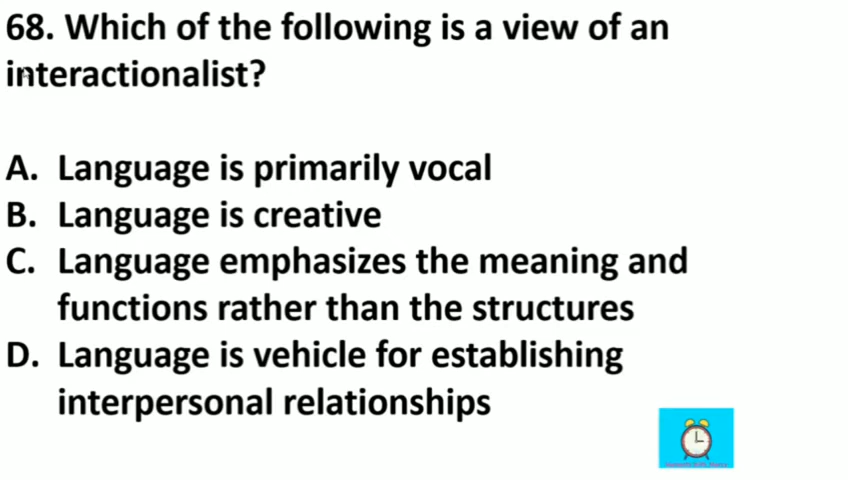 68. Which of the following is a view of an
interactionalist?
A. Language is primarily vocal
B. Language is creative
C. Language emphasizes the meaning and
functions rather than the structures
D. Language is vehicle for establishing
interpersonal relationships